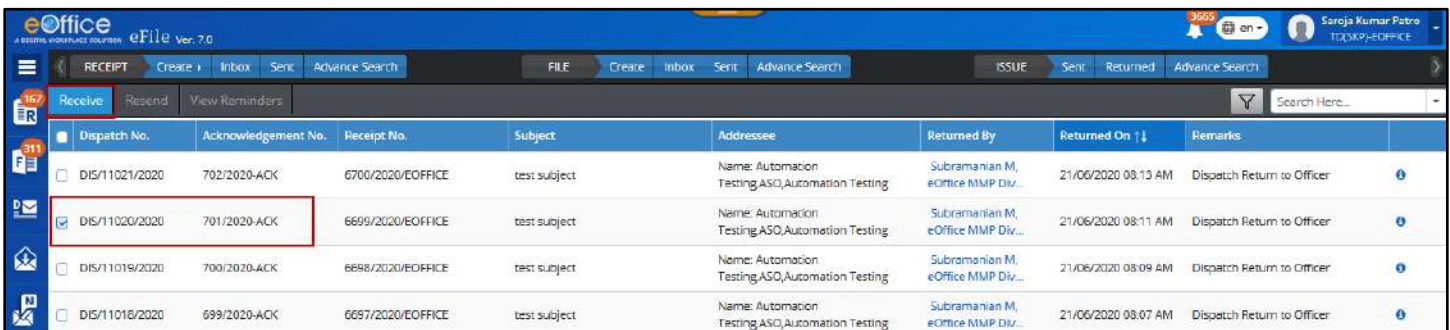 eOffice
A DIGITAL WORKPLACE SOLUTION eFile Ver. 7.0
3665 en Saroja Kumar Patro
TD(SKP)-EOFFICE
RECEIPT Create Inbox Sent Advance Search FILE Create Inbox Sent Advance Search ISSUE Sent Returned Advance Search
167 R Receive Resend View Reminders Search Here...
Dispatch No. Acknowledgement No. Receipt No. Subject Addressee Returned By Returned On Remarks
311 F
DIS/11021/2020 702/2020-ACK 6700/2020/EOFFICE test subject Name: Automation Testing,ASO,Automation Testing Subramanian M, eOffice MMP Div... 21/06/2020 08:13 AM Dispatch Return to Officer
D
DIS/11020/2020 701/2020-ACK 6699/2020/EOFFICE test subject Name: Automation Testing,ASO,Automation Testing Subramanian M, eOffice MMP Div... 21/06/2020 08:11 AM Dispatch Return to Officer
DIS/11019/2020 700/2020-ACK 6698/2020/EOFFICE test subject Name: Automation Testing,ASO,Automation Testing Subramanian M, eOffice MMP Div... 21/06/2020 08:09 AM Dispatch Return to Officer
N
DIS/11018/2020 699/2020-ACK 6697/2020/EOFFICE test subject Name: Automation Testing,ASO,Automation Testing Subramanian M, eOffice MMP Div... 21/06/2020 08:07 AM Dispatch Return to Officer